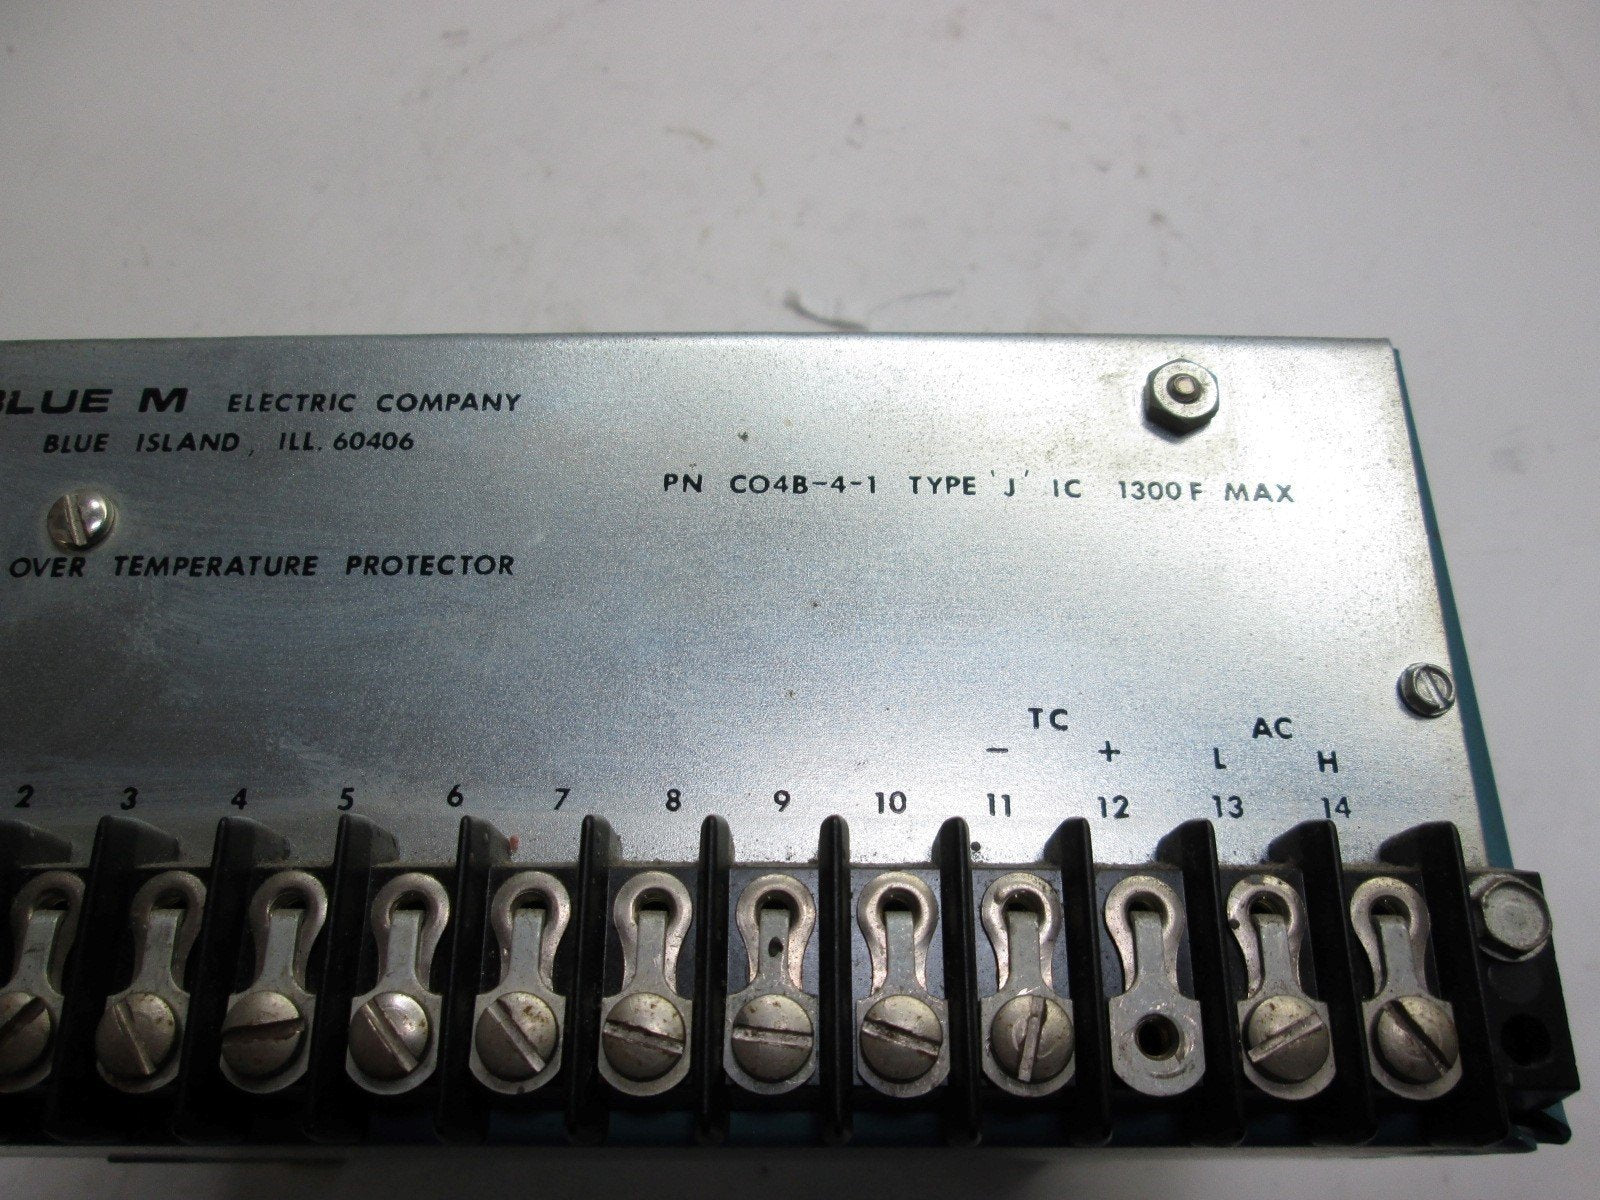 BLUE M ELECTRIC COMPANY
BLUE ISLAND, ILL. 60406
PN CO4B-4-1 TYPE 'J' IC 1300F MAX
OVER TEMPERATURE PROTECTOR
TC AC
- + L H
2 3 4 5 6 7 8 9 10 11 12 13 14